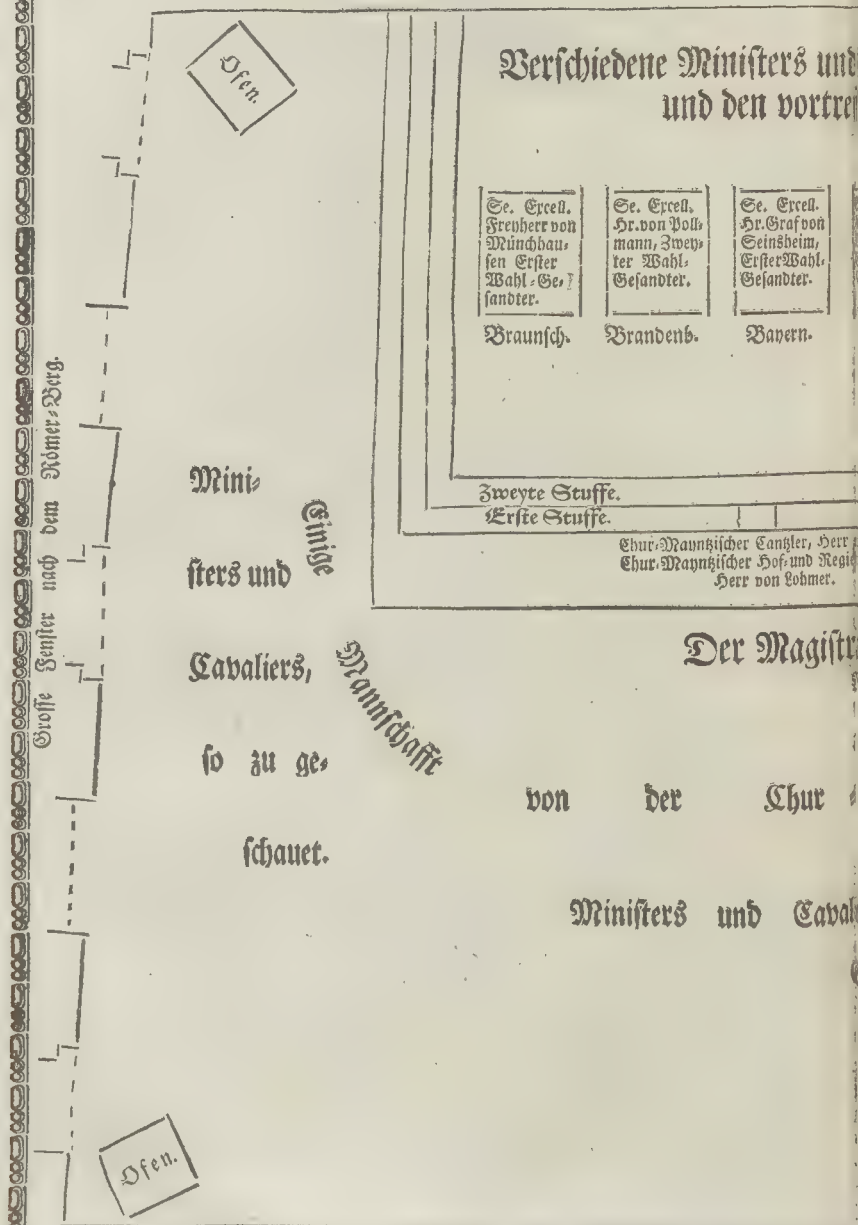 Ofen.
Verschiedene Ministers und
und den vortref
Se. Excell.
Freyherr von
Münchhau-
sen Erster
Wahl-Ge-
sandter.
Braunsch.
Se. Excell.
Hr. von Poll-
mann, Zwey-
ter Wahl-
Gesandter.
Brandenb.
Se. Excell.
Hr. Graf von
Seinsheim,
Erster Wahl-
Gesandter.
Bayern.
Grosse Fenster nach dem Römer-Berg.
Zweyte Stuffe.
Erste Stuffe.
Chur-Mayntzischer Cantzler, Herr
Chur-Mayntzischer Hof- und Regi
Herr von Lohmer.
Mini-
sters und
Cavaliers,
so zu ge-
schauet.
Einige
Mannschafft
Der Magistr
von der Chur
Ministers und Caval
Ofen.